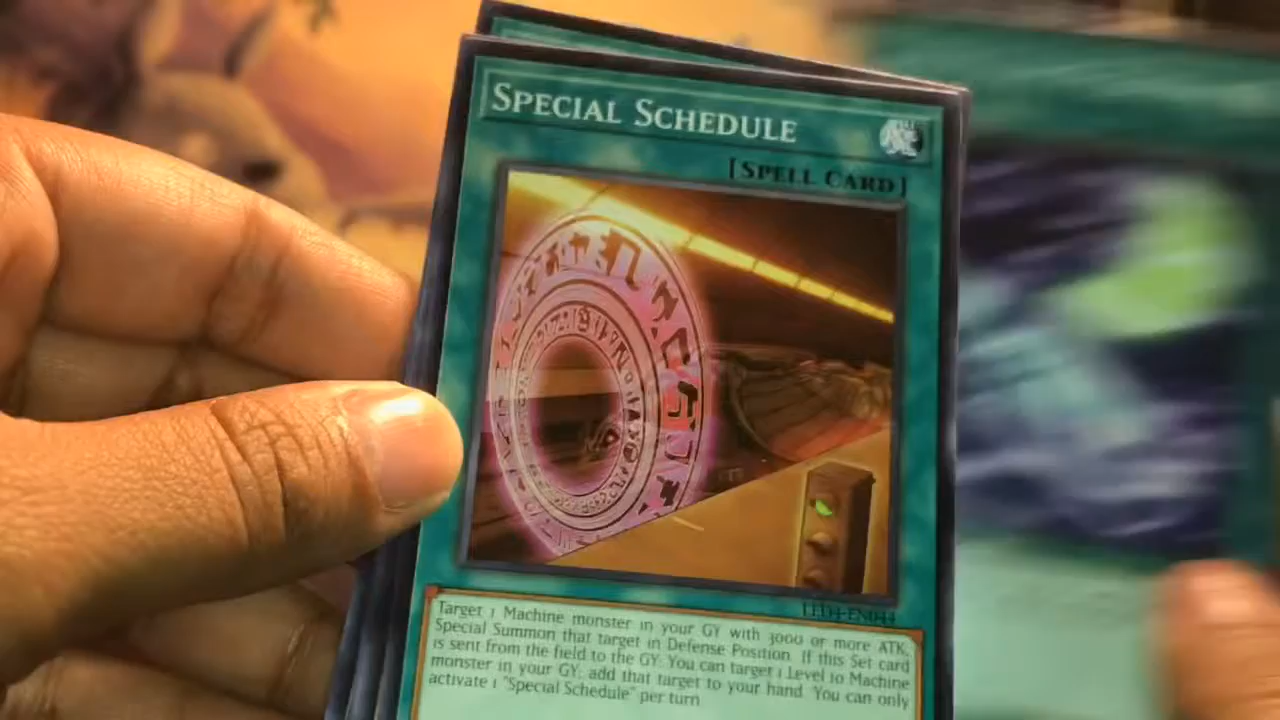 SPECIAL SCHEDULE
[SPELL CARD]
LED4-EN044
Target 1 Machine monster in your GY with 3000 or more ATK;
Special Summon that target in Defense Position. If this Set card
is sent from the field to the GY: You can target 1 Level 10 Machine
monster in your GY; add that target to your hand. You can only
activate 1 "Special Schedule" per turn.